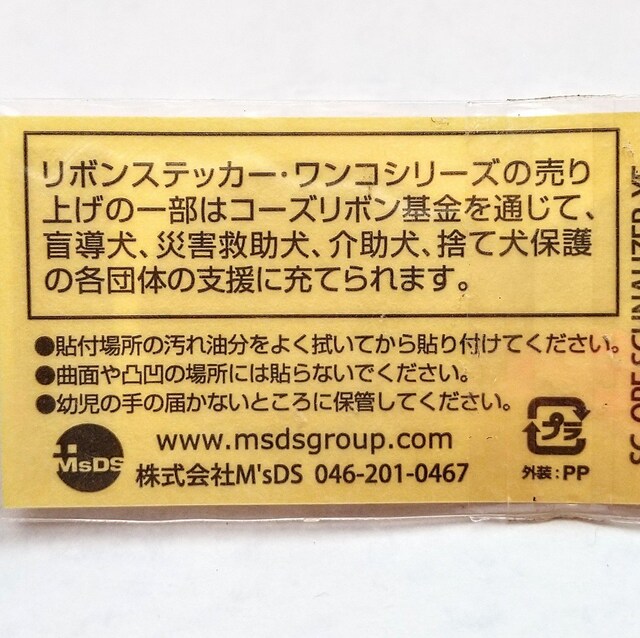 リボンステッカー・ワンコシリーズの売り
上げの一部はコーズリボン基金を通じて、
盲導犬、災害救助犬、介助犬、捨て犬保護
の各団体の支援に充てられます。
●貼付場所の汚れ油分をよく拭いてから貼り付けてください。
●曲面や凸凹の場所には貼らないでください。
●幼児の手の届かないところに保管してください。
www.msdsgroup.com
MsDS
株式会社M'sDS 046-201-0467
プラ
外装:PP